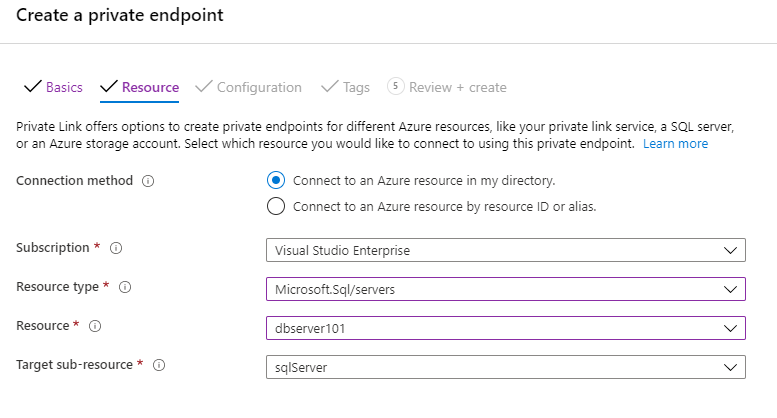 Create a private endpoint
Basics Resource Configuration Tags 5 Review + create
Private Link offers options to create private endpoints for different Azure resources, like your private link service, a SQL server,
or an Azure storage account. Select which resource you would like to connect to using this private endpoint. Learn more
Connection method Connect to an Azure resource in my directory.
Connect to an Azure resource by resource ID or alias.
Subscription * Visual Studio Enterprise
Resource type * Microsoft.Sql/servers
Resource * dbserver101
Target sub-resource * sqlServer